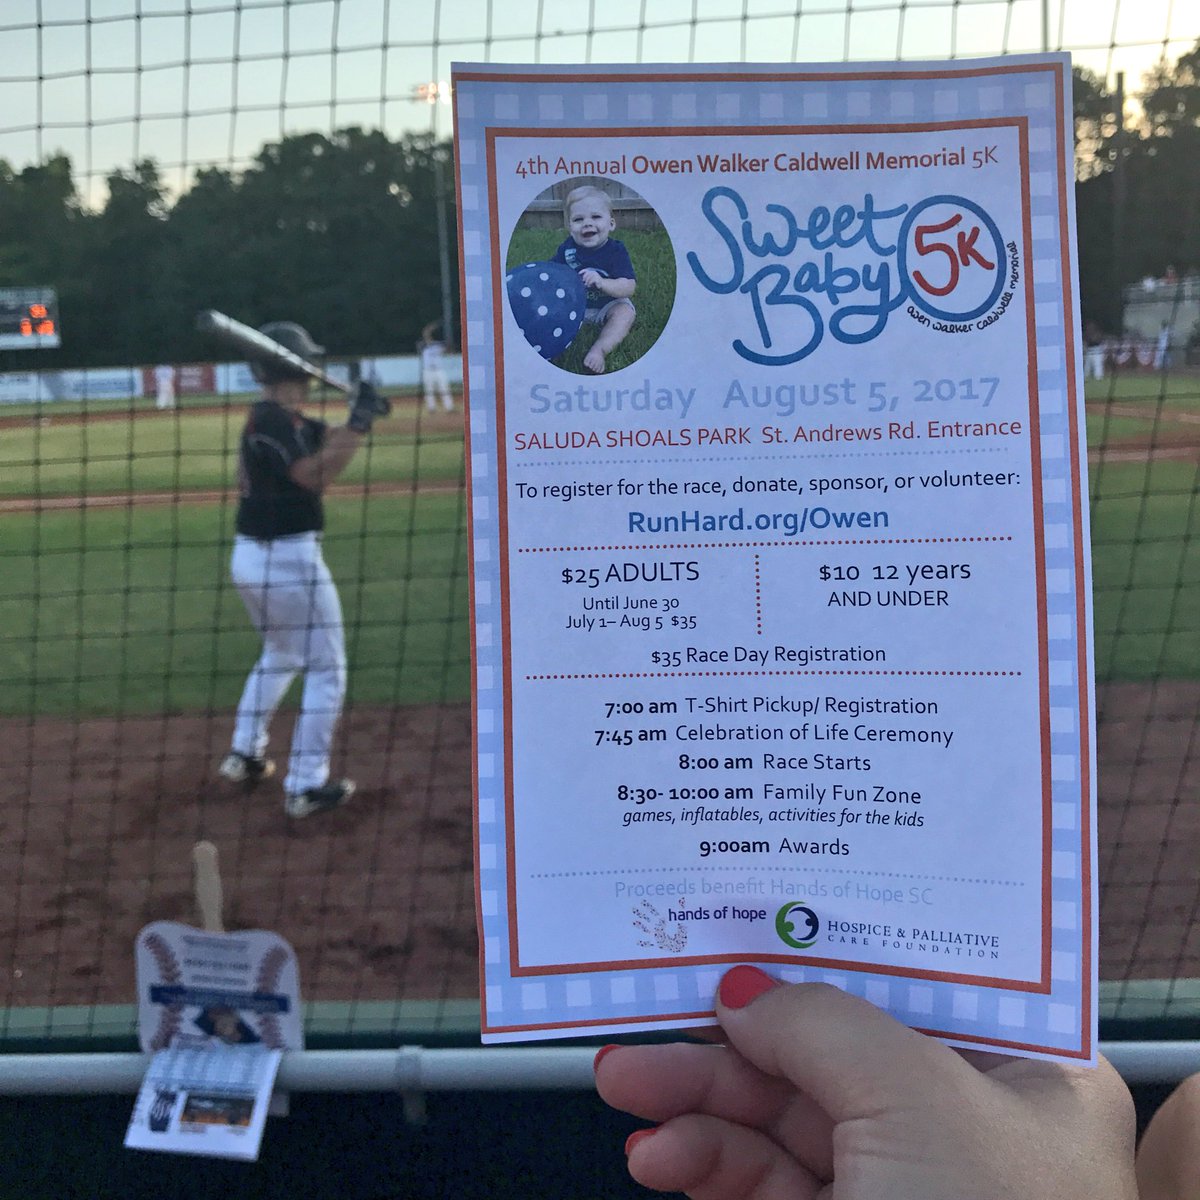 4th Annual Owen Walker Caldwell Memorial 5K
Sweet
Baby
5K
owen walker caldwell memorial
Saturday August 5, 2017
SALUDA SHOALS PARK St. Andrews Rd. Entrance
To register for the race, donate, sponsor, or volunteer:
RunHard.org/Owen
$25 ADULTS
Until June 30
July 1– Aug 5 $35
$10 12 years
AND UNDER
$35 Race Day Registration
7:00 am T-Shirt Pickup/ Registration
7:45 am Celebration of Life Ceremony
8:00 am Race Starts
8:30- 10:00 am Family Fun Zone
games, inflatables, activities for the kids
9:00am Awards
Proceeds benefit Hands of Hope SC
hands of hope
HOSPICE & PALLIATIVE
CARE FOUNDATION